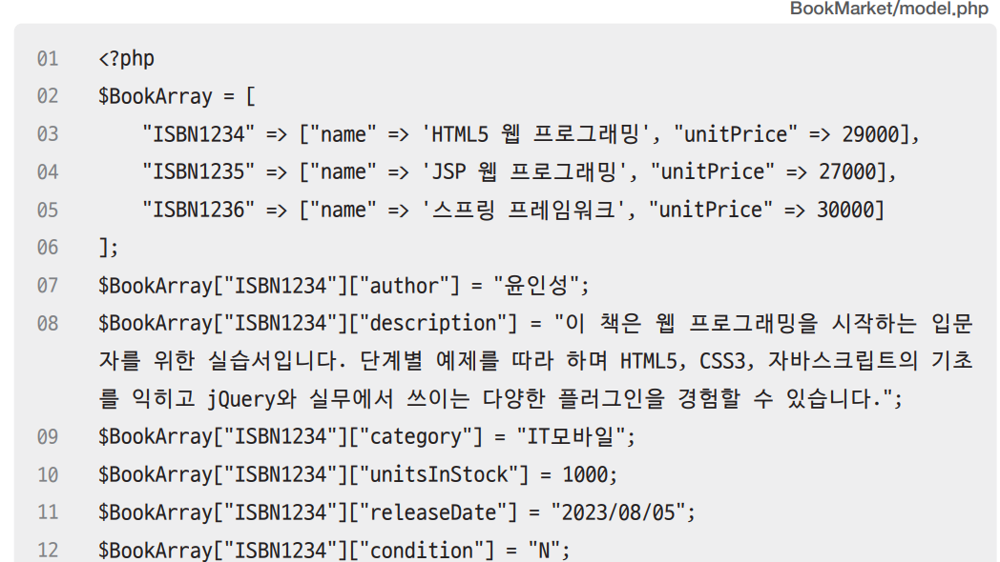 BookMarket/model.php
01 <?php
02 $BookArray = [
03 "ISBN1234" => ["name" => 'HTML5 웹 프로그래밍', "unitPrice" => 29000],
04 "ISBN1235" => ["name" => 'JSP 웹 프로그래밍', "unitPrice" => 27000],
05 "ISBN1236" => ["name" => '스프링 프레임워크', "unitPrice" => 30000]
06 ];
07 $BookArray["ISBN1234"]["author"] = "윤인성";
08 $BookArray["ISBN1234"]["description"] = "이 책은 웹 프로그래밍을 시작하는 입문
자를 위한 실습서입니다. 단계별 예제를 따라 하며 HTML5, CSS3, 자바스크립트의 기초
를 익히고 jQuery와 실무에서 쓰이는 다양한 플러그인을 경험할 수 있습니다.";
09 $BookArray["ISBN1234"]["category"] = "IT모바일";
10 $BookArray["ISBN1234"]["unitsInStock"] = 1000;
11 $BookArray["ISBN1234"]["releaseDate"] = "2023/08/05";
12 $BookArray["ISBN1234"]["condition"] = "N";